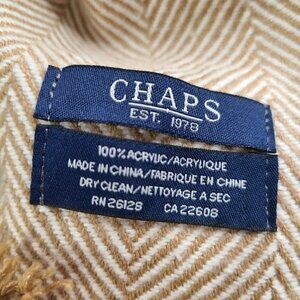 CHAPS
EST. 1978
100% ACRYLIC/ACRYLIQUE
MADE IN CHINA/FABRIQUE EN CHINE
DRY CLEAN/NETTOYAGE A SEC
RN 26128 CA 22608